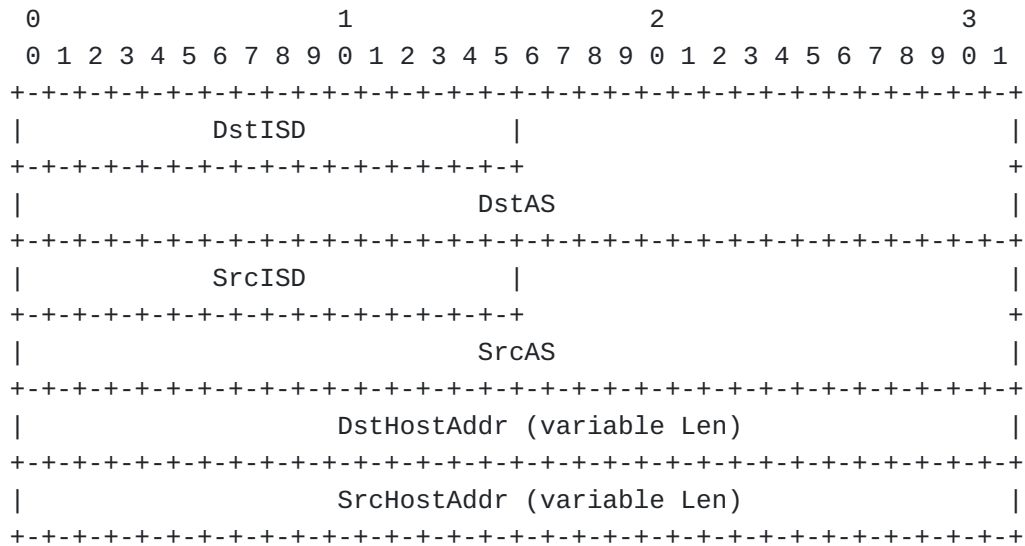 0                   1                   2                   3
 0 1 2 3 4 5 6 7 8 9 0 1 2 3 4 5 6 7 8 9 0 1 2 3 4 5 6 7 8 9 0 1
+-+-+-+-+-+-+-+-+-+-+-+-+-+-+-+-+-+-+-+-+-+-+-+-+-+-+-+-+-+-+-+-+
|            DstISD             |                               |
+-+-+-+-+-+-+-+-+-+-+-+-+-+-+-+-+                               +
|                             DstAS                             |
+-+-+-+-+-+-+-+-+-+-+-+-+-+-+-+-+-+-+-+-+-+-+-+-+-+-+-+-+-+-+-+-+
|            SrcISD             |                               |
+-+-+-+-+-+-+-+-+-+-+-+-+-+-+-+-+                               +
|                             SrcAS                             |
+-+-+-+-+-+-+-+-+-+-+-+-+-+-+-+-+-+-+-+-+-+-+-+-+-+-+-+-+-+-+-+-+
|                    DstHostAddr (variable Len)                 |
+-+-+-+-+-+-+-+-+-+-+-+-+-+-+-+-+-+-+-+-+-+-+-+-+-+-+-+-+-+-+-+-+
|                    SrcHostAddr (variable Len)                 |
+-+-+-+-+-+-+-+-+-+-+-+-+-+-+-+-+-+-+-+-+-+-+-+-+-+-+-+-+-+-+-+-+